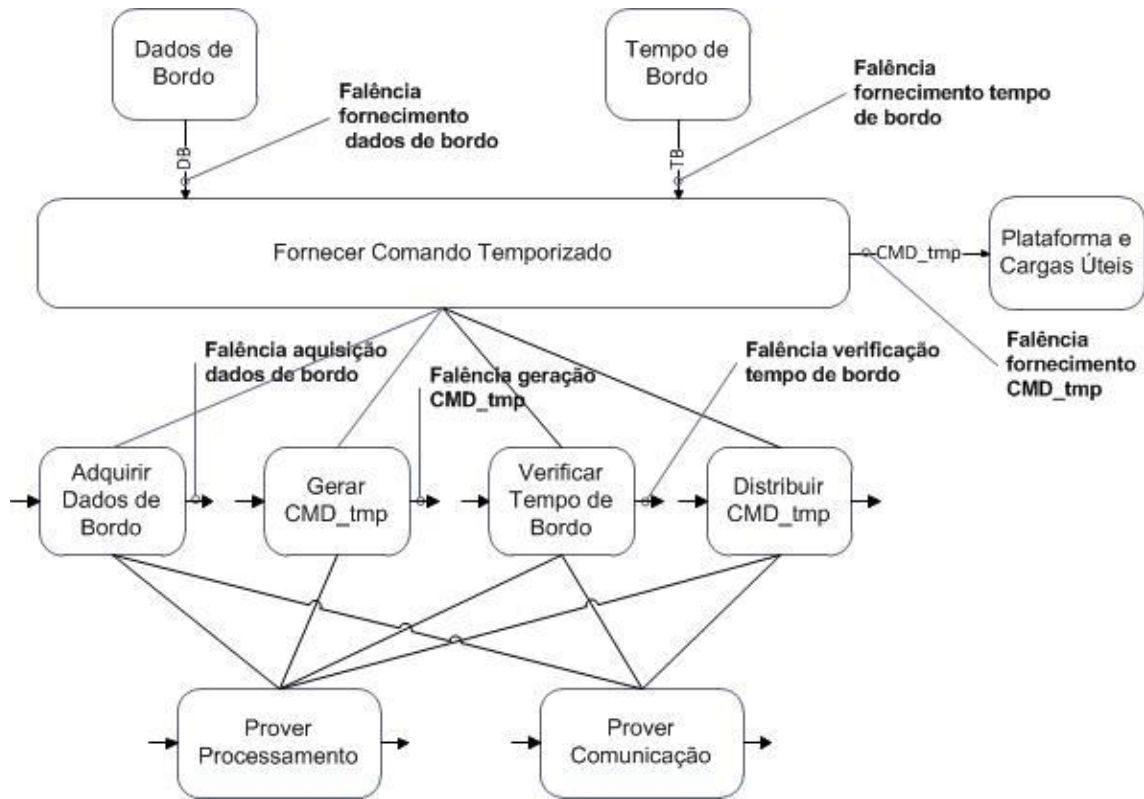 Dados de
Bordo
Tempo de
Bordo
Falência
fornecimento
dados de bordo
Falência
fornecimento tempo
de bordo
DB
TB
Fornecer Comando Temporizado
CMD_tmp
Plataforma e
Cargas Úteis
Falência aquisição
dados de bordo
Falência geração
CMD_tmp
Falência verificação
tempo de bordo
Falência
fornecimento
CMD_tmp
Adquirir
Dados de
Bordo
Gerar
CMD_tmp
Verificar
Tempo de
Bordo
Distribuir
CMD_tmp
Prover
Processamento
Prover
Comunicação